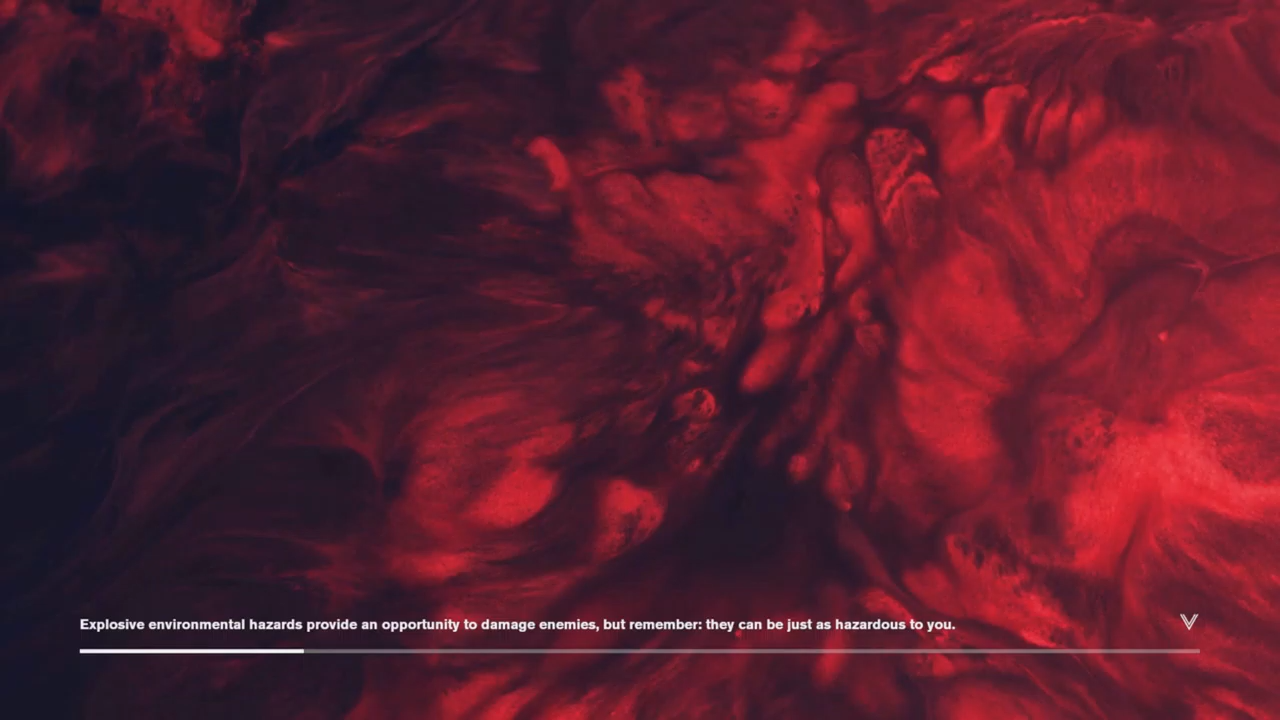 Explosive environmental hazards provide an opportunity to damage enemies, but remember: they can be just as hazardous to you.